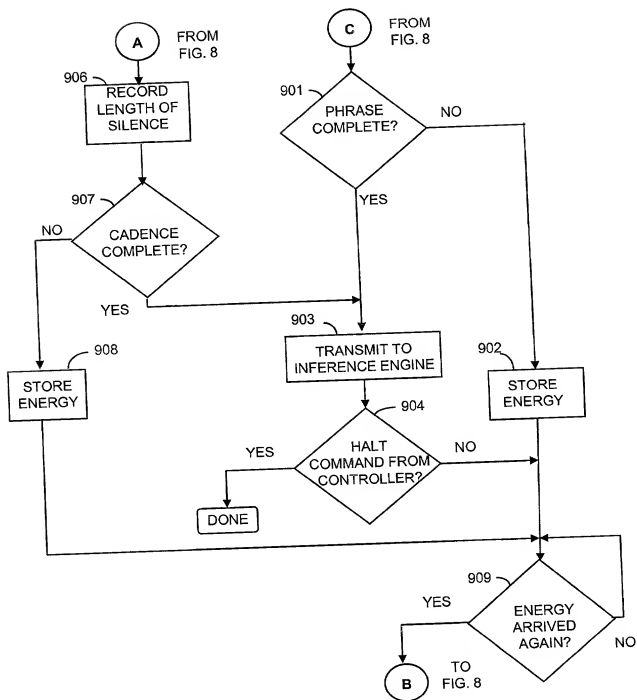 A
FROM
FIG. 8
C
FROM
FIG. 8
906
RECORD
LENGTH OF
SILENCE
901
PHRASE
COMPLETE?
NO
YES
907
CADENCE
COMPLETE?
NO
YES
903
TRANSMIT TO
INFERENCE ENGINE
908
STORE
ENERGY
902
STORE
ENERGY
904
HALT
COMMAND FROM
CONTROLLER?
YES
NO
DONE
909
ENERGY
ARRIVED
AGAIN?
YES
NO
B
TO
FIG. 8